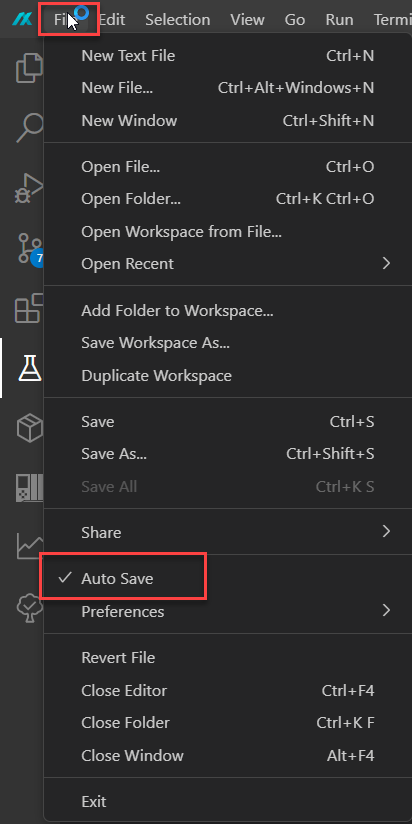 Edit Selection View Go Run
New Text File Ctrl+N
New File... Ctrl+Alt+Windows+N
New Window Ctrl+Shift+N
Open File... Ctrl+O
Open Folder... Ctrl+K Ctrl+O
Open Workspace from File...
Open Recent
Add Folder to Workspace...
Save Workspace As...
Duplicate Workspace
Save Ctrl+S
Save As... Ctrl+Shift+S
Save All Ctrl+K S
Share
Auto Save
Preferences
Revert File
Close Editor Ctrl+F4
Close Folder Ctrl+K F
Close Window Alt+F4
Exit
7